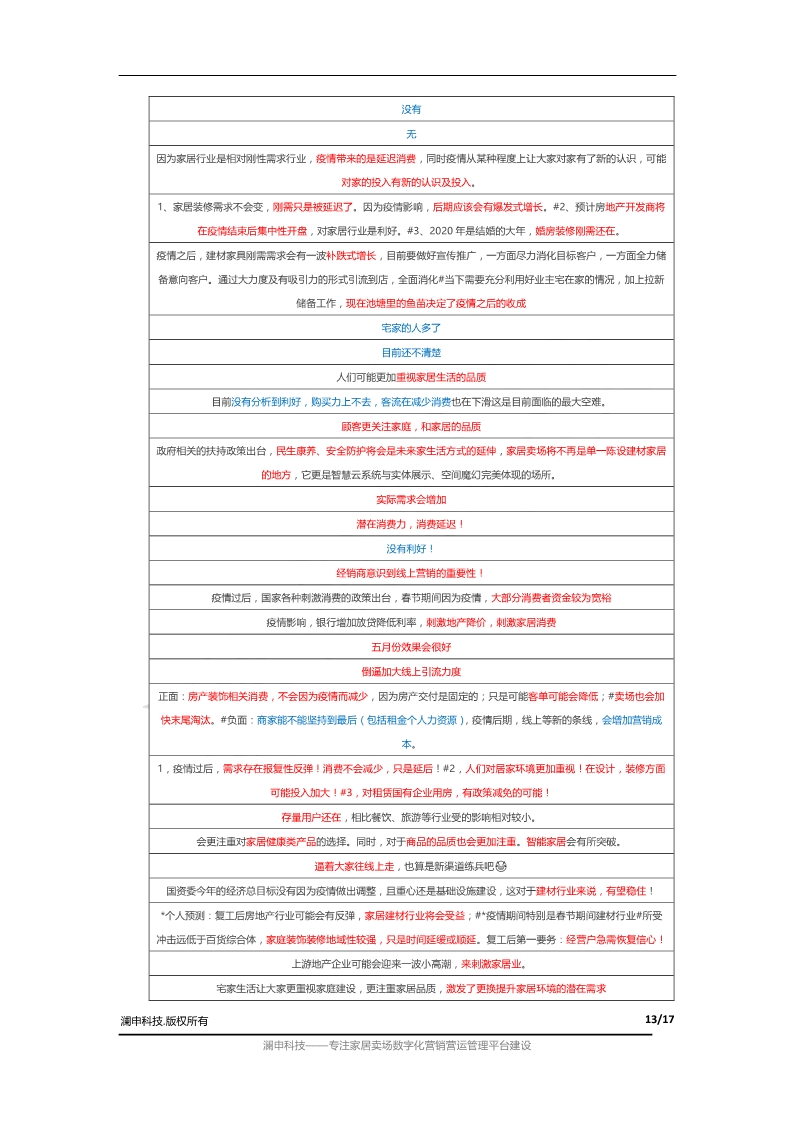 没有
无
因为家居行业是相对刚性需求行业，疫情带来的是延迟消费，同时疫情从某种程度上让大家对家有了新的认识，可能
对家的投入有新的认识及投入。
1、家居装修需求不会变，刚需只是被延迟了。因为疫情影响，后期应该会有爆发式增长。#2、预计房地产开发商将
在疫情结束后集中性开盘，对家居行业是利好。#3、2020 年是结婚的大年，婚房装修刚需还在。
疫情之后，建材家具刚需需求会有一波补跌式增长，目前要做好宣传推广，一方面尽力消化目标客户，一方面全力储
备意向客户。通过大力度及有吸引力的形式引流到店，全面消化#当下需要充分利用好业主宅在家的情况，加上拉新
储备工作，现在池塘里的鱼苗决定了疫情之后的收成
宅家的人多了
目前还不清楚
人们可能更加重视家居生活的品质
目前没有分析到利好，购买力上不去，客流在减少消费也在下滑这是目前面临的最大空难。
顾客更关注家庭，和家居的品质
政府相关的扶持政策出台，民生康养、安全防护将会是未来家生活方式的延伸，家居卖场将不再是单一陈设建材家居
的地方，它更是智慧云系统与实体展示、空间魔幻完美体现的场所。
实际需求会增加
潜在消费力，消费延迟！
没有利好！
经销商意识到线上营销的重要性！
疫情过后，国家各种刺激消费的政策出台，春节期间因为疫情，大部分消费者资金较为宽裕
疫情影响，银行增加放贷降低利率，刺激地产降价，刺激家居消费
五月份效果会很好
倒逼加大线上引流力度
正面：房产装饰相关消费，不会因为疫情而减少，因为房产交付是固定的；只是可能客单可能会降低；#卖场也会加
快末尾淘汰。#负面：商家能不能坚持到最后（包括租金个人力资源），疫情后期，线上等新的条线，会增加营销成
本。
1，疫情过后，需求存在报复性反弹！消费不会减少，只是延后！#2，人们对居家环境更加重视！在设计，装修方面
可能投入加大！#3，对租赁国有企业用房，有政策减免的可能！
存量用户还在，相比餐饮、旅游等行业受的影响相对较小。
会更注重对家居健康类产品的选择。同时，对于商品的品质也会更加注重。智能家居会有所突破。
逼着大家往线上走，也算是新渠道练兵吧😂
国资委今年的经济总目标没有因为疫情做出调整，且重心还是基础设施建设，这对于建材行业来说，有望稳住！
*个人预测：复工后房地产行业可能会有反弹，家居建材行业将会受益；#*疫情期间特别是春节期间建材行业#所受
冲击远低于百货综合体，家庭装饰装修地域性较强，只是时间延缓或顺延。复工后第一要务：经营户急需恢复信心！
上游地产企业可能会迎来一波小高潮，来刺激家居业。
宅家生活让大家更重视家庭建设，更注重家居品质，激发了更换提升家居环境的潜在需求
澜申科技.版权所有
13/17
澜申科技——专注家居卖场数字化营销营运管理平台建设